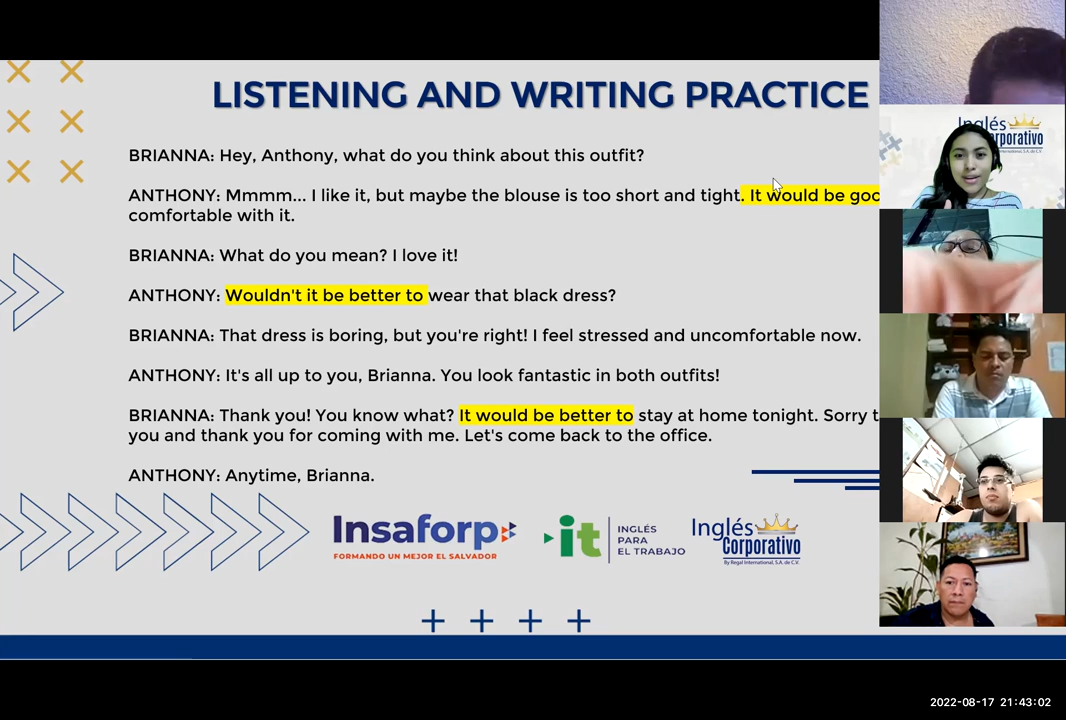 LISTENING AND WRITING PRACTICE
BRIANNA: Hey, Anthony, what do you think about this outfit?
ANTHONY: Mmmm... I like it, but maybe the blouse is too short and tight. It would be
comfortable with it.
BRIANNA: What do you mean? I love it!
ANTHONY: Wouldn't it be better to wear that black dress?
BRIANNA: That dress is boring, but you're right! I feel stressed and uncomfortable now.
ANTHONY: It's all up to you, Brianna. You look fantastic in both outfits!
BRIANNA: Thank you! You know what? It would be better to stay at home tonight. Sorry
you and thank you for coming with me. Let's come back to the office.
ANTHONY: Anytime, Brianna.
Insaforp
FORMANDO UN MEJOR EL SALVADOR
it
INGLÉS
PARA
EL TRABAJO
Inglés
Corporativo
By Regal International, S.A. de C.V.
Inglés
2022-08-17 21:43:02